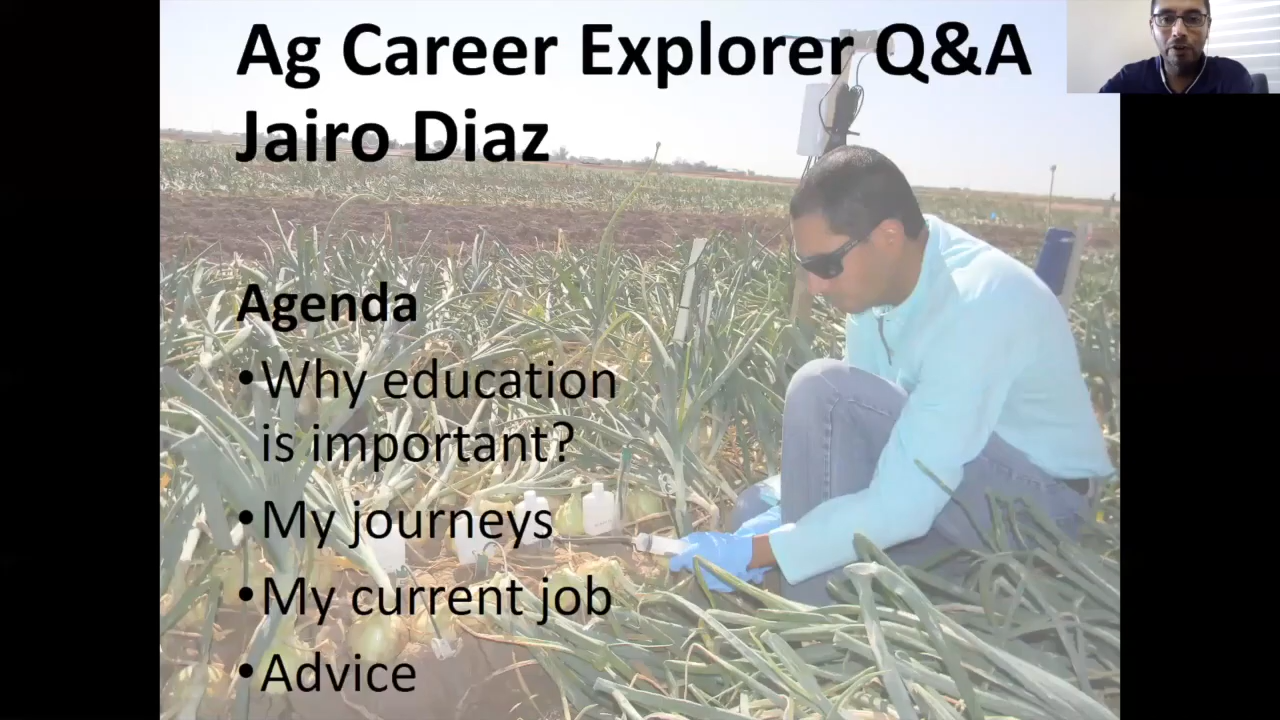 Ag Career Explorer Q&A
Jairo Diaz
Agenda
•Why education
is important?
•My journeys
•My current job
•Advice